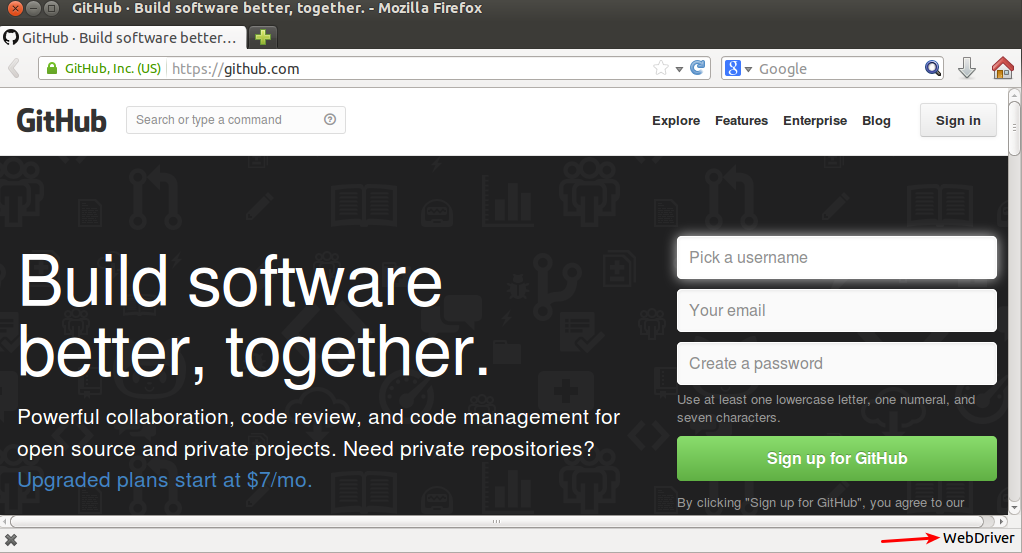 GitHub · Build software better, together. - Mozilla Firefox
GitHub · Build software better...
GitHub, Inc. (US) https://github.com
Google
GitHub
Search or type a command
Explore Features Enterprise Blog Sign in
Build software
better, together.
Powerful collaboration, code review, and code management for
open source and private projects. Need private repositories?
Upgraded plans start at $7/mo.
Pick a username
Your email
Create a password
Use at least one lowercase letter, one numeral, and
seven characters.
Sign up for GitHub
By clicking "Sign up for GitHub", you agree to our
WebDriver